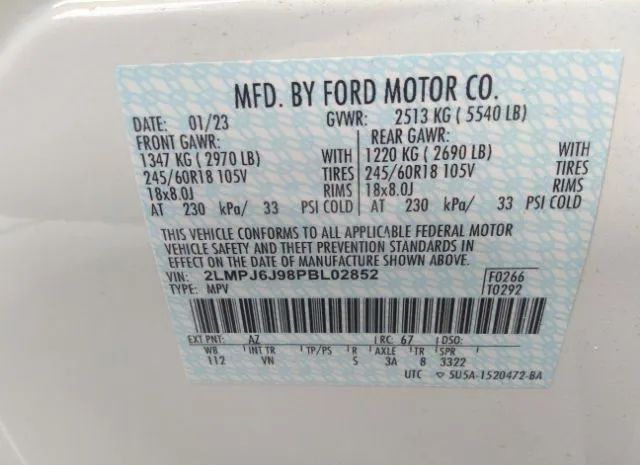 MFD. BY FORD MOTOR CO.
DATE: 01/23 GVWR: 2513 KG ( 5540 LB)
FRONT GAWR: REAR GAWR:
1347 KG ( 2970 LB) WITH 1220 KG ( 2690 LB) WITH
245/60R18 105V TIRES 245/60R18 105V TIRES
18x8.0J RIMS 18x8.0J RIMS
AT 230 kPa/ 33 PSI COLD AT 230 kPa/ 33 PSI COLD
THIS VEHICLE CONFORMS TO ALL APPLICABLE FEDERAL MOTOR
VEHICLE SAFETY AND THEFT PREVENTION STANDARDS IN
EFFECT ON THE DATE OF MANUFACTURE SHOWN ABOVE.
VIN: 2LMPJ6J98PBL02852 F0266
TYPE: MPV T0292
EXT PNT: AZ RC: 67 DSO:
WB INT TR TP/PS R AXLE TR SPR
112 VN S 3A 8 3322
UTC 5U5A-1520472-BA